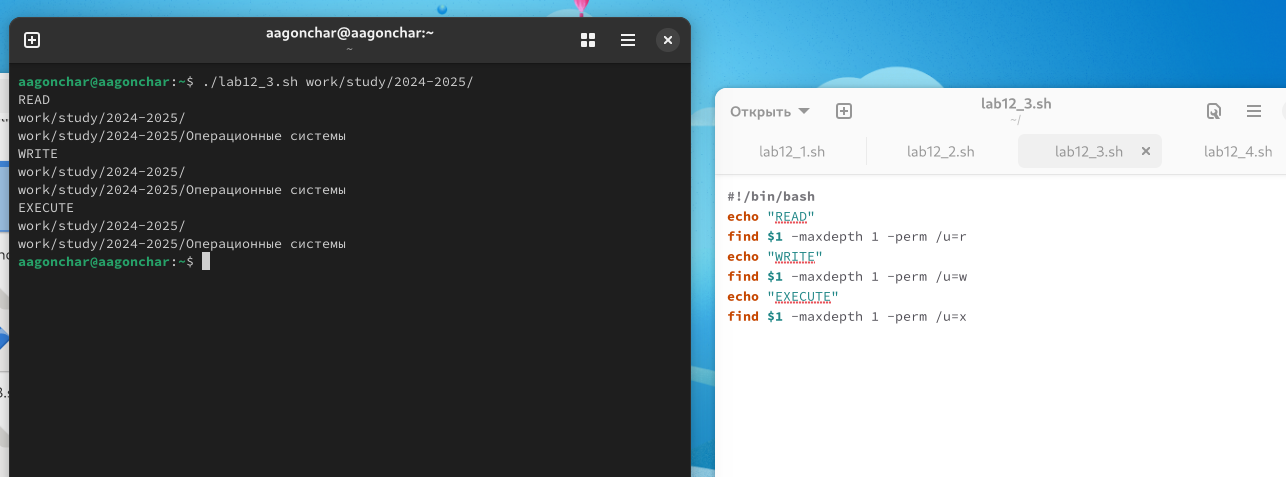 aagonchar@aagonchar:~
~
aagonchar@aagonchar:~$ ./lab12_3.sh work/study/2024-2025/
READ
work/study/2024-2025/
work/study/2024-2025/Операционные системы
WRITE
work/study/2024-2025/
work/study/2024-2025/Операционные системы
EXECUTE
work/study/2024-2025/
work/study/2024-2025/Операционные системы
aagonchar@aagonchar:~$
Открыть
lab12_3.sh
~/
lab12_1.sh
lab12_2.sh
lab12_3.sh
lab12_4.sh
#!/bin/bash
echo "READ"
find $1 -maxdepth 1 -perm /u=r
echo "WRITE"
find $1 -maxdepth 1 -perm /u=w
echo "EXECUTE"
find $1 -maxdepth 1 -perm /u=x